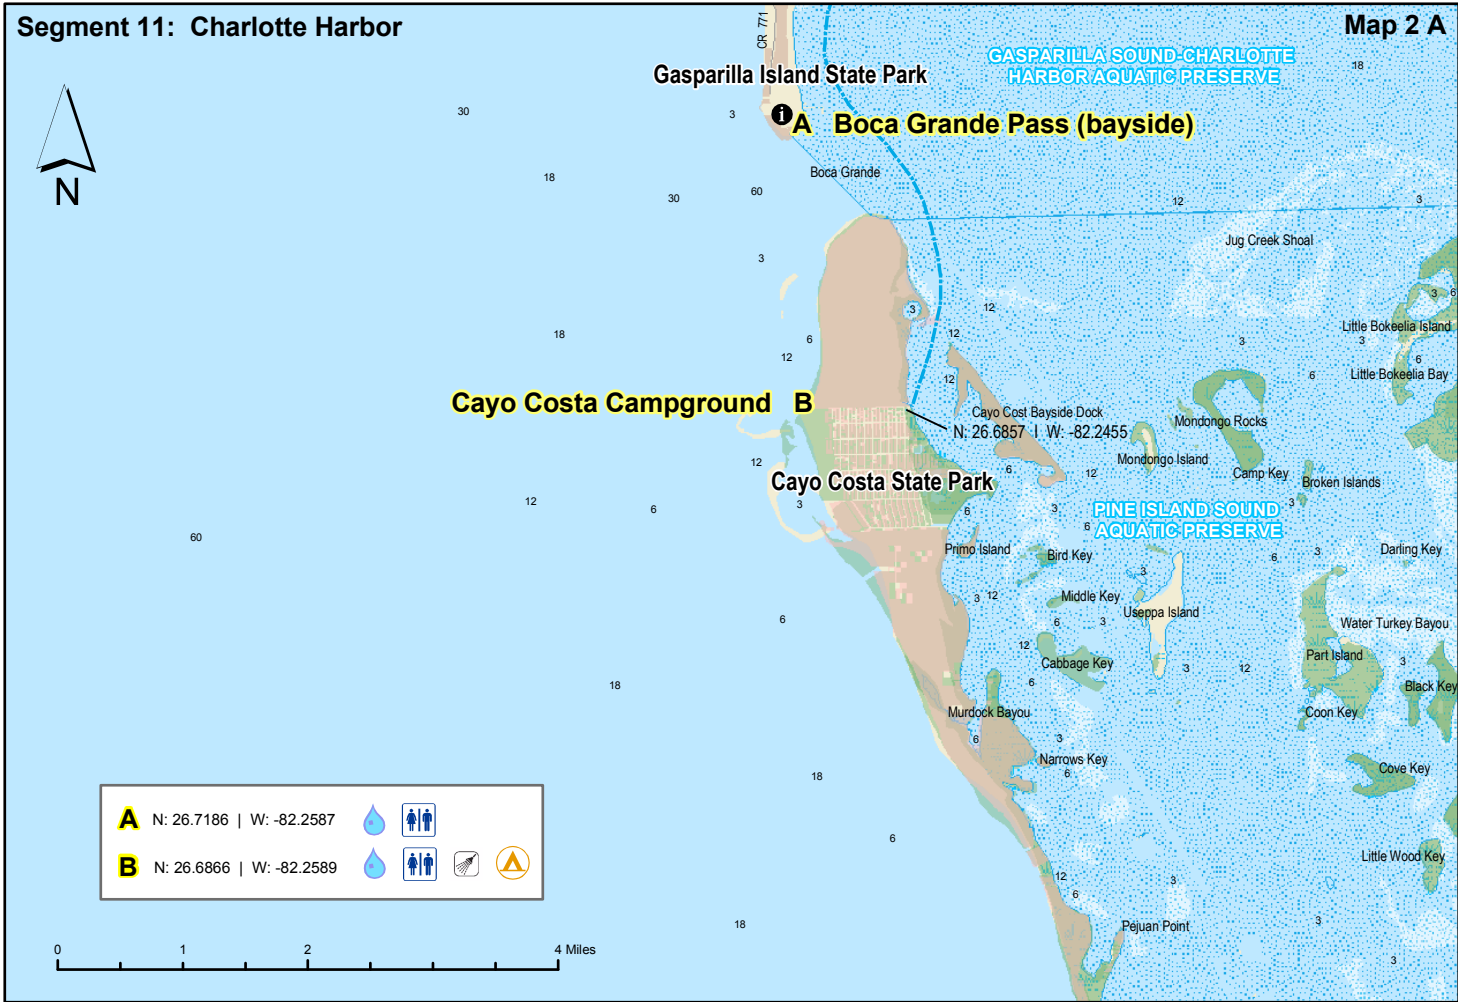 Segment 11: Charlotte Harbor
Map 2 A
CR 771
GASPARILLA SOUND-CHARLOTTE
HARBOR AQUATIC PRESERVE
18
Gasparilla Island State Park
30
3
i
A Boca Grande Pass (bayside)
N
Boca Grande
18
30
60
12
3
Jug Creek Shoal
3
3
12
3
6
18
12
Little Bokeelia Island
6
3
3
12
6
12
6
Little Bokeelia Bay
Cayo Costa Campground B
Cayo Cost Bayside Dock
N: 26.6857 | W: -82.2455
Mondongo Rocks
Mondongo Island
12
6
12
Camp Key
Broken Islands
Cayo Costa State Park
12
6
3
6
3
3
PINE ISLAND SOUND
AQUATIC PRESERVE
6
60
Primo Island
Bird Key
6
3
Darling Key
3
3
12
Middle Key
Useppa Island
6
6
3
Water Turkey Bayou
12
Cabbage Key
3
12
Part Island
3
18
6
Black Key
Murdock Bayou
Coon Key
6
3
Narrows Key
6
18
Cove Key
A N: 26.7186 | W: -82.2587
B N: 26.6866 | W: -82.2589
6
Little Wood Key
12
6
3
18
Pejuan Point
3
3
0 1 2 4 Miles